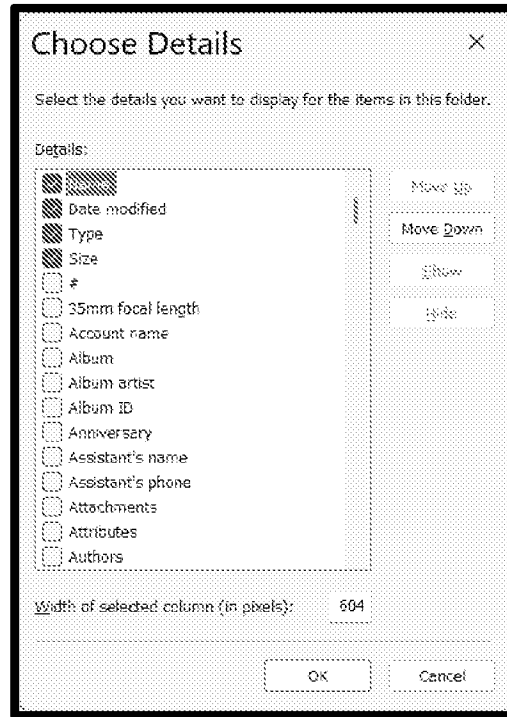 Choose Details
Select the details you want to display for the items in this folder.
Details:
Date modified
Type
Size
#
35mm focal length
Account name
Album
Album artist
Album ID
Anniversary
Assistant's name
Assistant's phone
Attachments
Attributes
Authors
Move Up
Move Down
Show
Hide
Width of selected column (in pixels): 604
OK Cancel